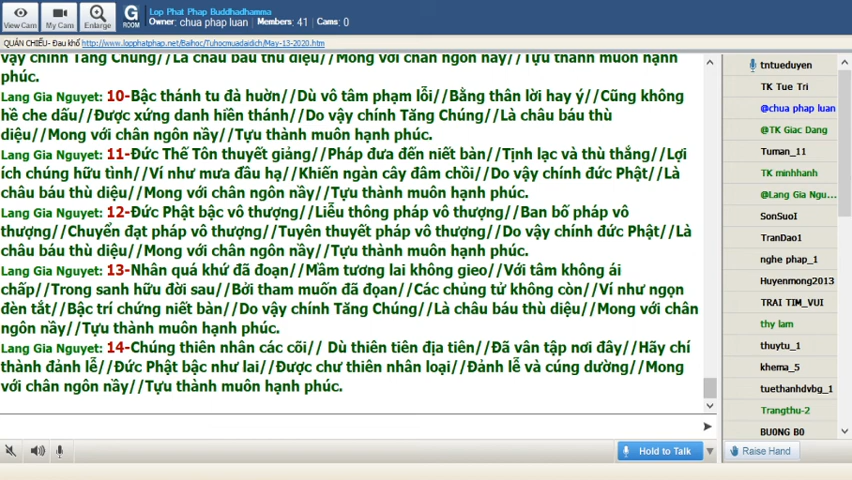 View Cam
My Cam
Enlarge
G
ROOM
Lop Phat Phap Buddhadhamma
Owner: chua phap luan Members: 41 Cams: 0
QUÁN CHIẾU- Đau khổ http://www.lopphatphap.net/Baihoc/Tuhocmuadaidich/May-13-2020.htm
vậy chính Tăng Chúng//Là châu báu thù diệu//Mong với chân ngôn nầy//Tựu thành muôn hạnh
phúc.
Lang Gia Nguyet: 10-Bậc thánh tu đà huờn//Dù vô tâm phạm lỗi//Bằng thân lời hay ý//Cũng không
hề che dấu//Được xứng danh hiền thánh//Do vậy chính Tăng Chúng//Là châu báu thù
diệu//Mong với chân ngôn nầy//Tựu thành muôn hạnh phúc.
Lang Gia Nguyet: 11-Đức Thế Tôn thuyết giảng//Pháp đưa đến niết bàn//Tịnh lạc và thù thắng//Lợi
ích chúng hữu tình//Ví như mưa đầu hạ//Khiến ngàn cây đâm chồi//Do vậy chính đức Phật//Là
châu báu thù diệu//Mong với chân ngôn nầy//Tựu thành muôn hạnh phúc.
Lang Gia Nguyet: 12-Đức Phật bậc vô thượng//Liễu thông pháp vô thượng//Ban bố pháp vô
thượng//Chuyển đạt pháp vô thượng//Tuyên thuyết pháp vô thượng//Do vậy chính đức Phật//Là
châu báu thù diệu//Mong với chân ngôn nầy//Tựu thành muôn hạnh phúc.
Lang Gia Nguyet: 13-Nhân quá khứ đã đoạn//Mầm tương lai không gieo//Với tâm không ái
chấp//Trong sanh hữu đời sau//Bởi tham muốn đã đoạn//Các chủng tử không còn//Ví như ngọn
đèn tắt//Bậc trí chứng niết bàn//Do vậy chính Tăng Chúng//Là châu báu thù diệu//Mong với chân
ngôn nầy//Tựu thành muôn hạnh phúc.
Lang Gia Nguyet: 14-Chúng thiên nhân các cõi// Dù thiên tiên địa tiên//Đã vân tập nơi đây//Hãy chí
thành đảnh lễ//Đức Phật bậc như lai//Được chư thiên nhân loại//Đảnh lễ và cúng dường//Mong
với chân ngôn nầy//Tựu thành muôn hạnh phúc.
tntueduyen
TK Tue Tri
@chua phap luan
@TK Giac Dang
Tuman_11
TK minhhanh
@Lang Gia Ngu...
SonSuoI
TranDao1
nghe phap_1
Huyenmong2013
TRAI TIM_VUI
thy lam
thuytu_1
khema_5
tuethanhdvbg_1
Trangthu-2
BU0NG B0
Hold to Talk
Raise Hand